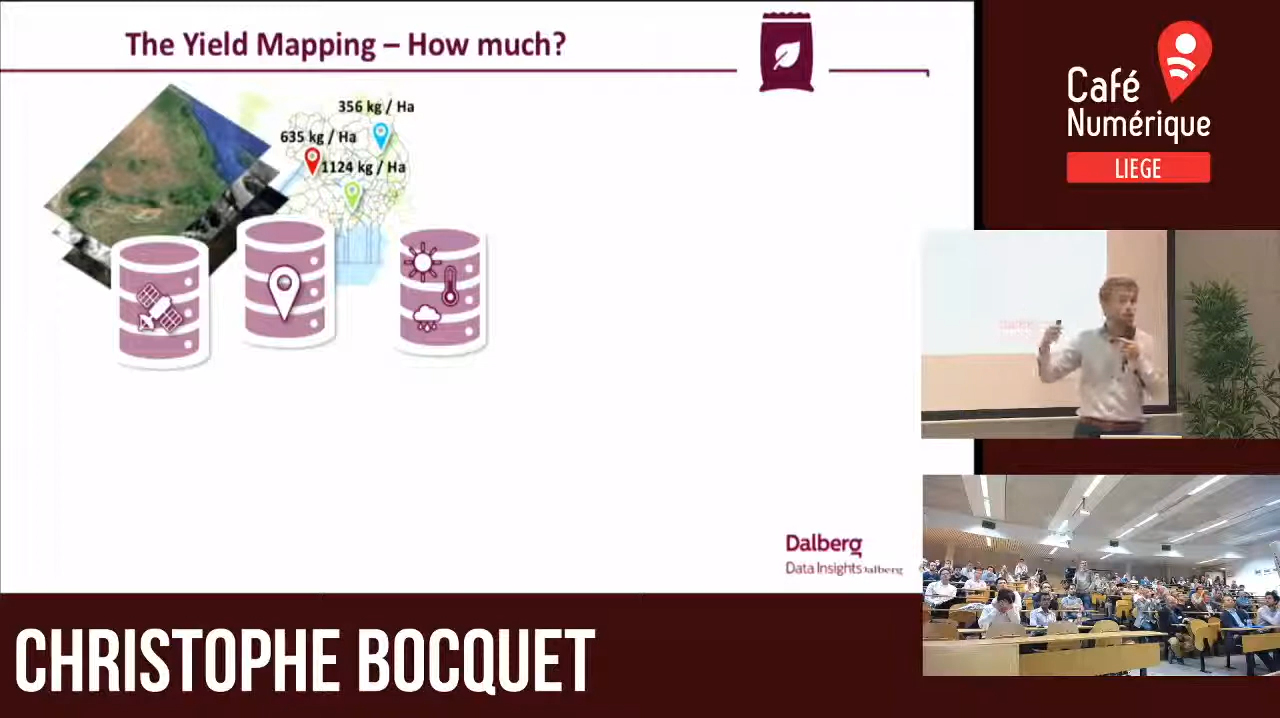 The Yield Mapping – How much?
356 kg / Ha
635 kg / Ha
1124 kg / Ha
Café
Numérique
LIEGE
Dalberg
Data Insights Dalberg
CHRISTOPHE BOCQUET